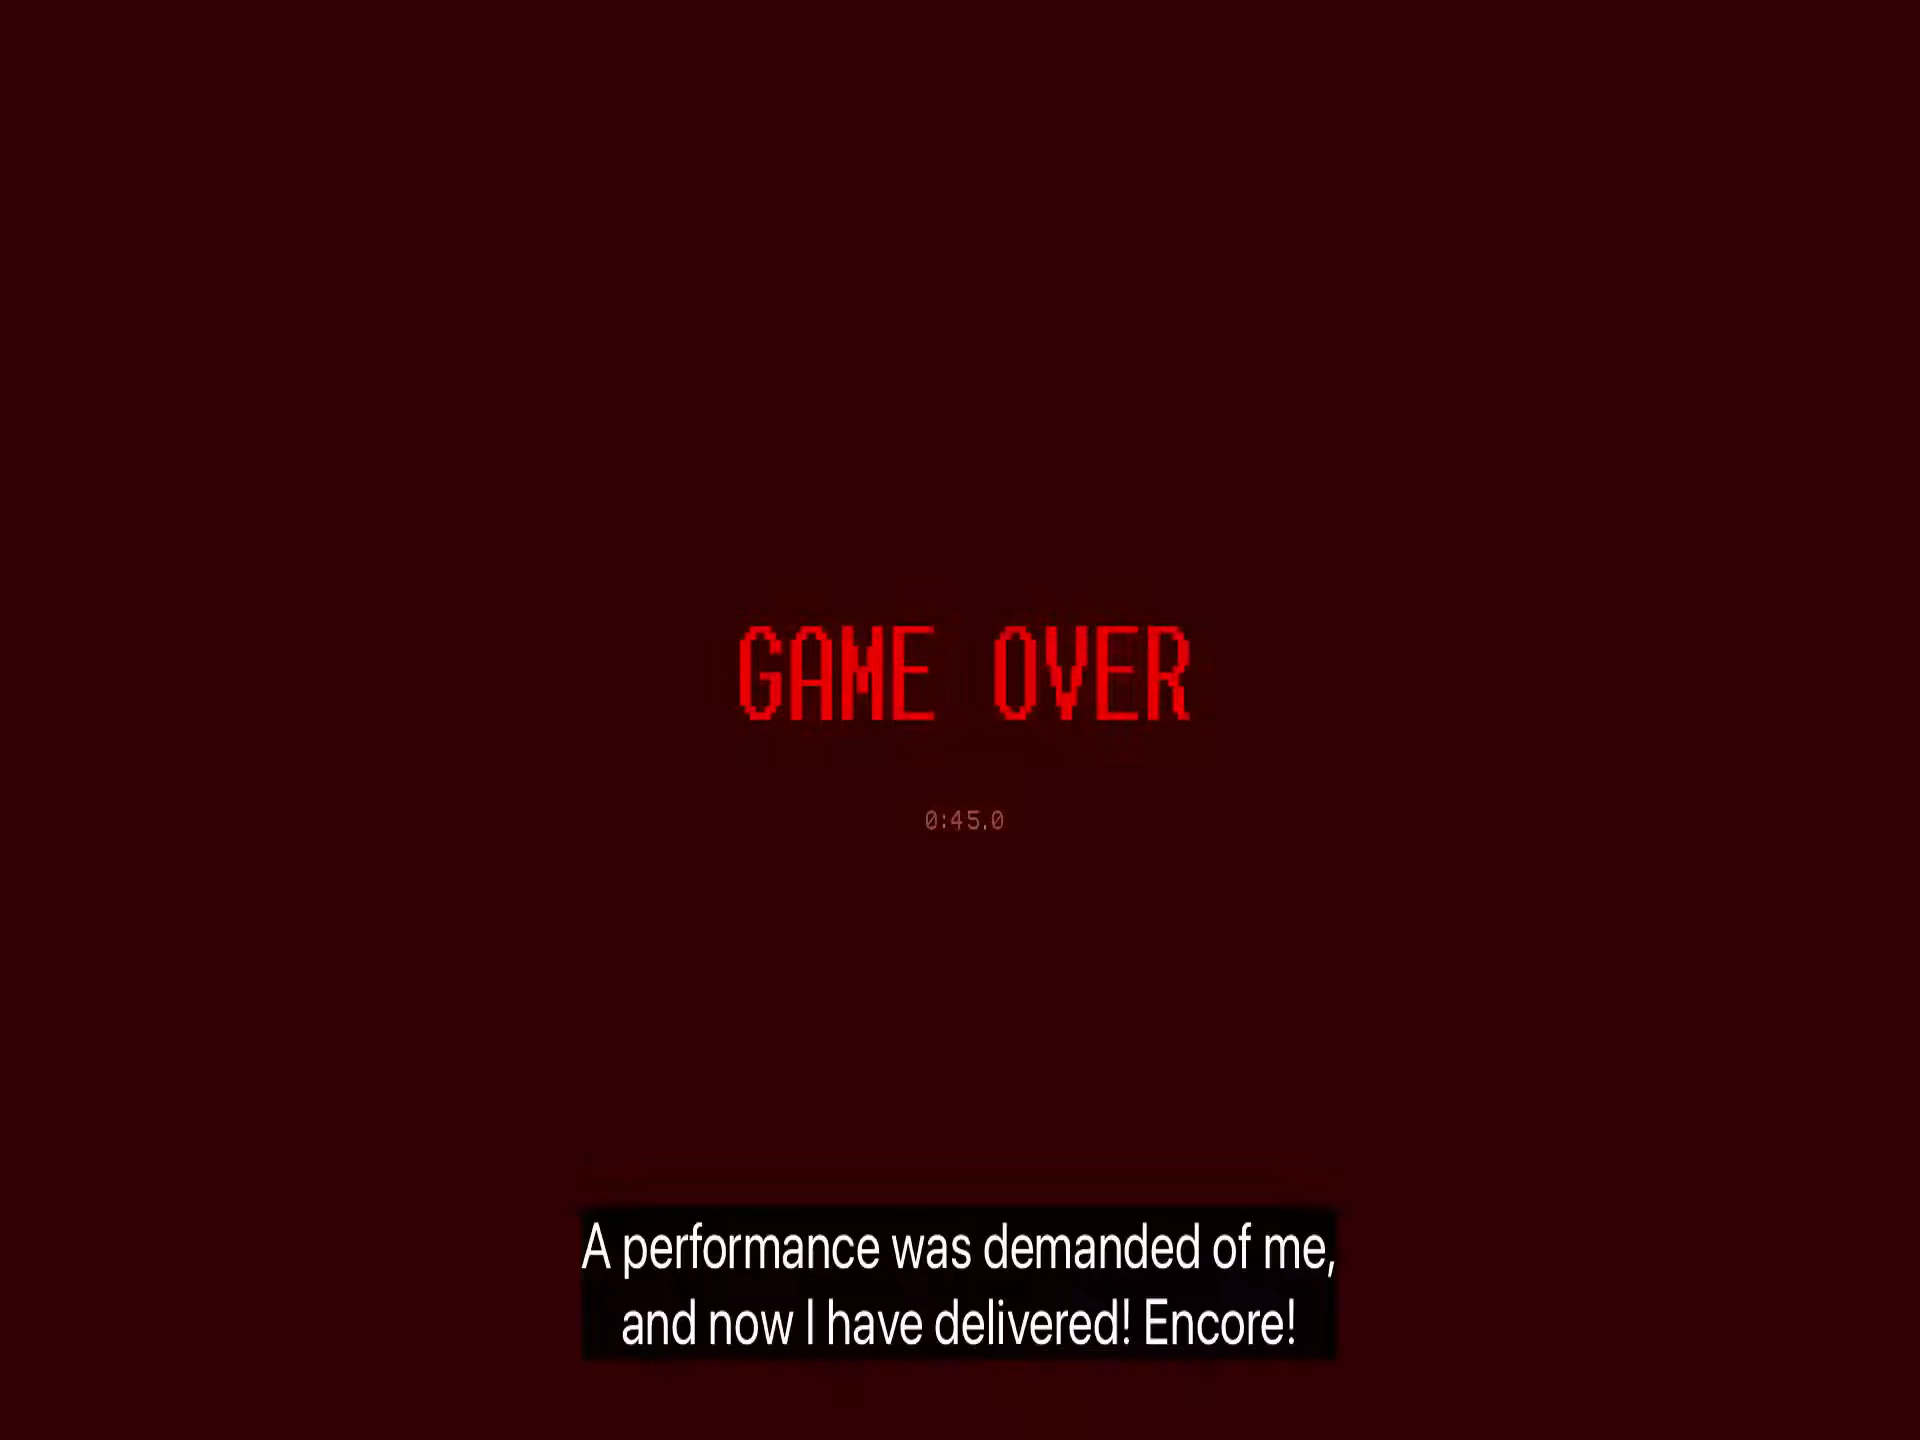 GAME OVER
0:45.0
A performance was demanded of me,
and now I have delivered! Encore!